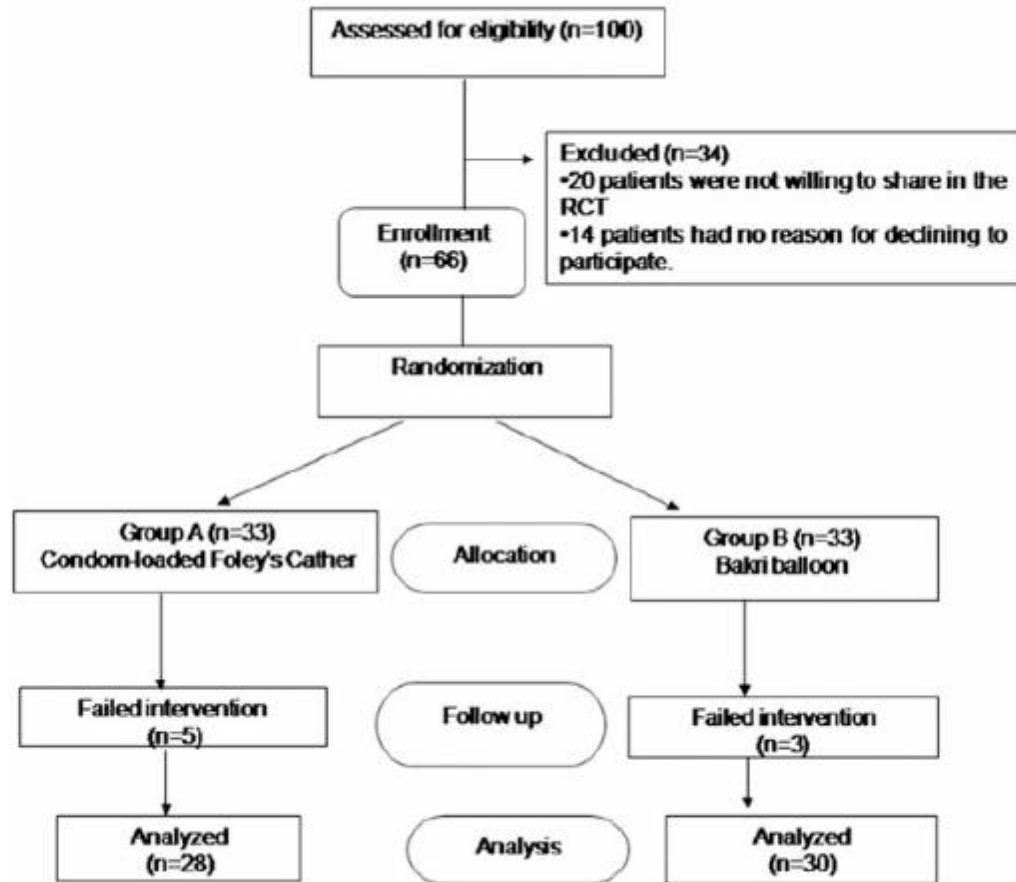 Assessed for eligibility (n=100)
Excluded (n=34)
•20 patients were not willing to share in the
RCT
•14 patients had no reason for declining to
participate.
Enrollment
(n=66)
Randomization
Group A (n=33)
Condom-loaded Foley's Cather
Allocation
Group B (n=33)
Bakri balloon
Failed intervention
(n=5)
Follow up
Failed intervention
(n=3)
Analyzed
(n=28)
Analysis
Analyzed
(n=30)